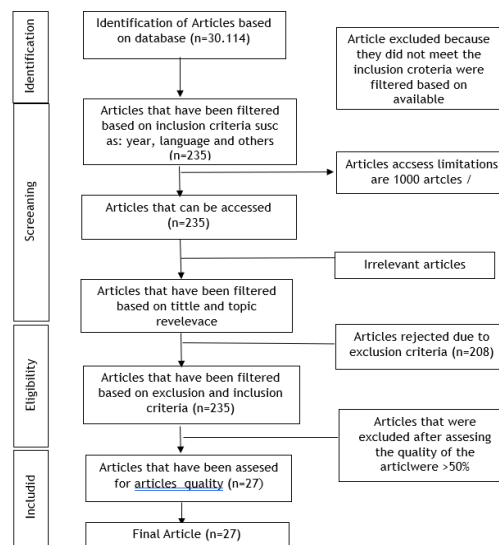 Identification
Identification of Articles based
on database (n=30.114)
Article excluded because
they did not meet the
inclusion croteria were
filtered based on
available
Screeaning
Articles that have been filtered
based on inclusion criteria susc
as: year, language and others
(n=235)
Articles accsess limitations
are 1000 artcles /
Articles that can be accessed
(n=235)
Irrelevant articles
Articles that have been filtered
based on tittle and topic
revelevace
Eligibility
Articles rejected due to
exclusion criteria (n=208)
Articles that have been filtered
based on exclusion and inclusion
criteria (n=235)
Articles that were
excluded after assesing
the quality of the
articlwere >50%
Includid
Articles that have been assesed
for articles quality (n=27)
Final Article (n=27)